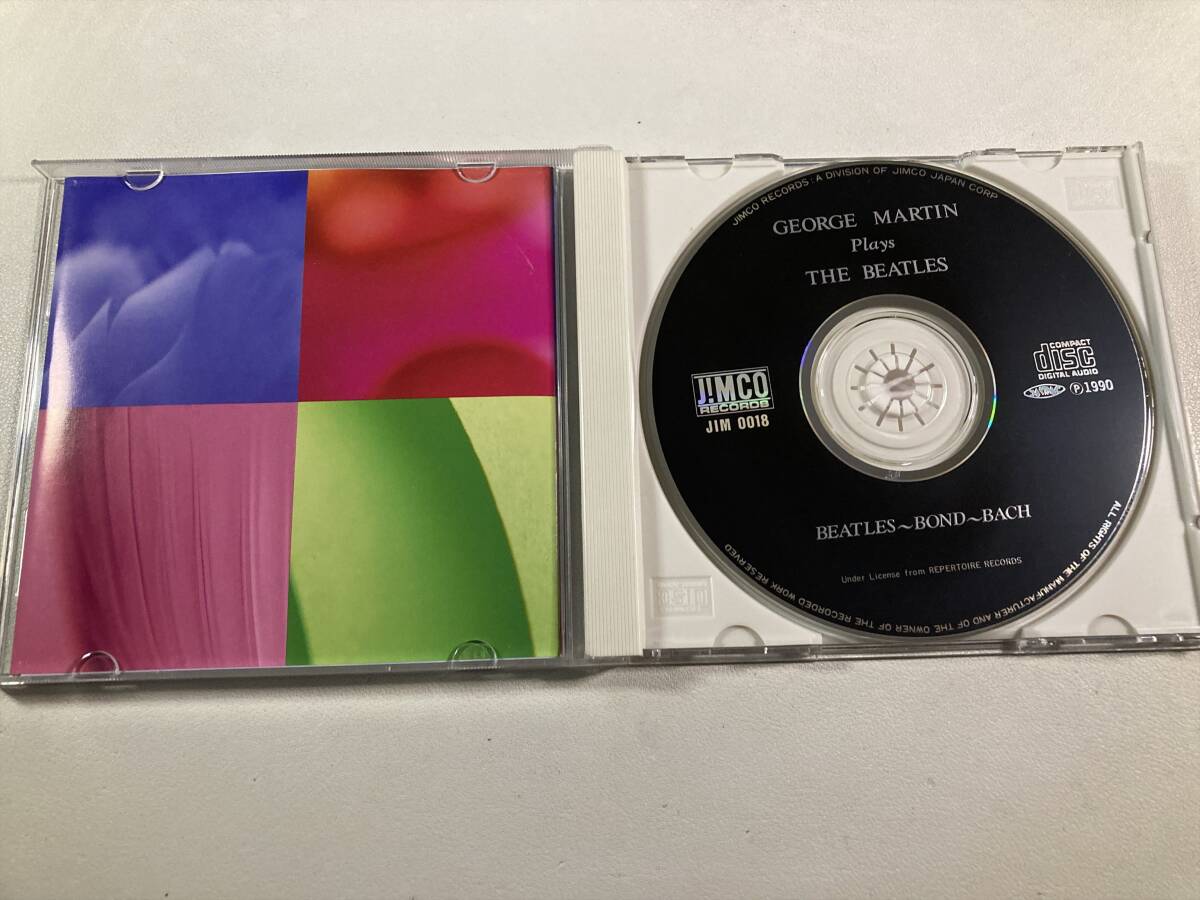 JIMCO RECORDS: A DIVISION OF JIMCO JAPAN CORP
GEORGE MARTIN
Plays
THE BEATLES
J!MCO
RECORDS
JIM 0018
COMPACT
disc
DIGITAL AUDIO
Ⓟ1990
BEATLES~BOND~BACH
Under License from REPERTOIRE RECORDS
ALL RIGHTS OF THE MANUFACTURER AND OF THE OWNER OF THE RECORDED WORK RESERVED